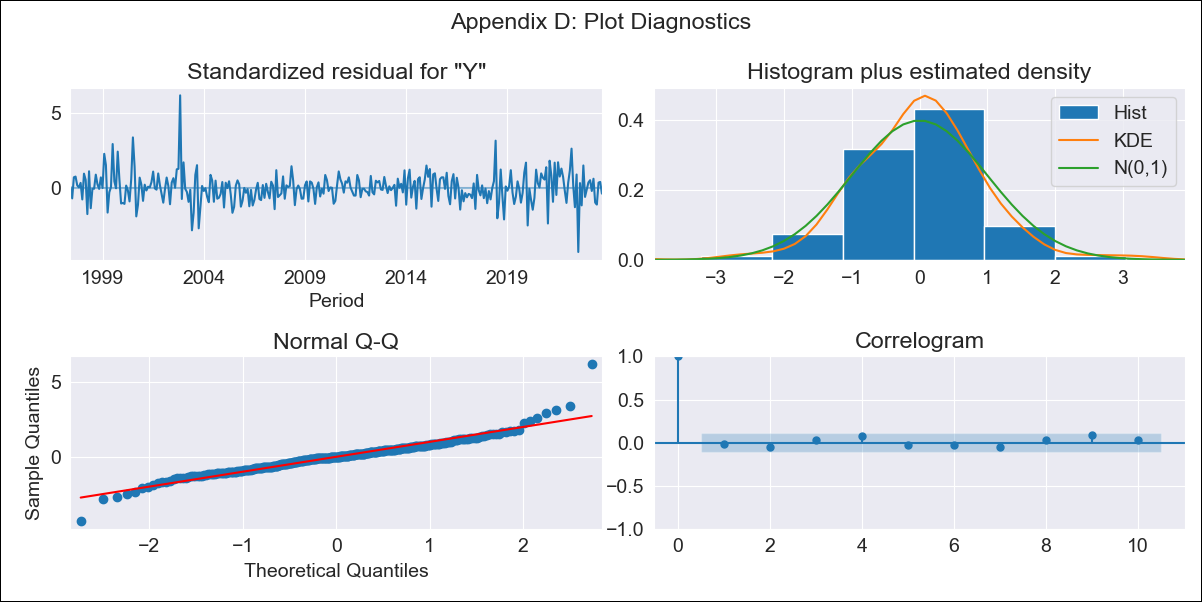 Appendix D: Plot Diagnostics
Standardized residual for "Y"
5
0
1999 2004 2009 2014 2019
Period
Histogram plus estimated density
0.4
0.2
0.0
−3 −2 −1 0 1 2 3
Hist
KDE
N(0,1)
Normal Q-Q
Sample Quantiles
5
0
−2 −1 0 1 2
Theoretical Quantiles
Correlogram
1.0
0.5
0.0
−0.5
−1.0
0 2 4 6 8 10